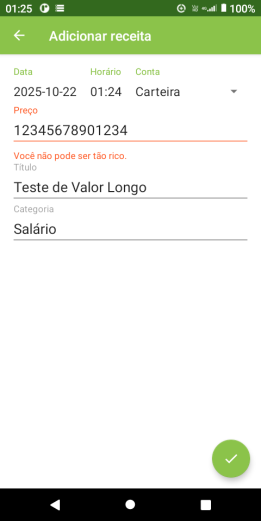 01:25
100%
Adicionar receita
Data Horário Conta
2025-10-22 01:24 Carteira
Preço
12345678901234
Você não pode ser tão rico.
Título
Teste de Valor Longo
Categoria
Salário